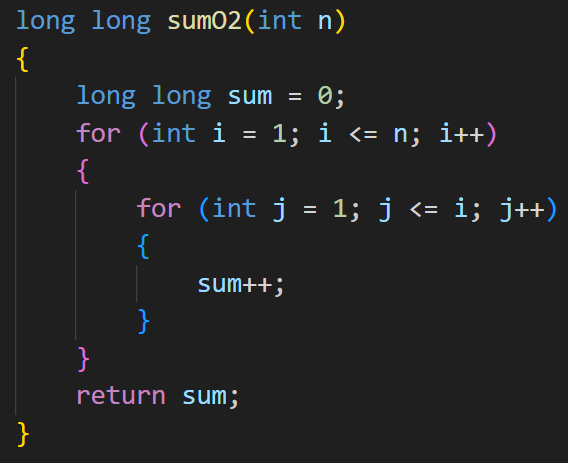 long long sumO2(int n)
{
    long long sum = 0;
    for (int i = 1; i <= n; i++)
    {
        for (int j = 1; j <= i; j++)
        {
            sum++;
        }
    }
    return sum;
}